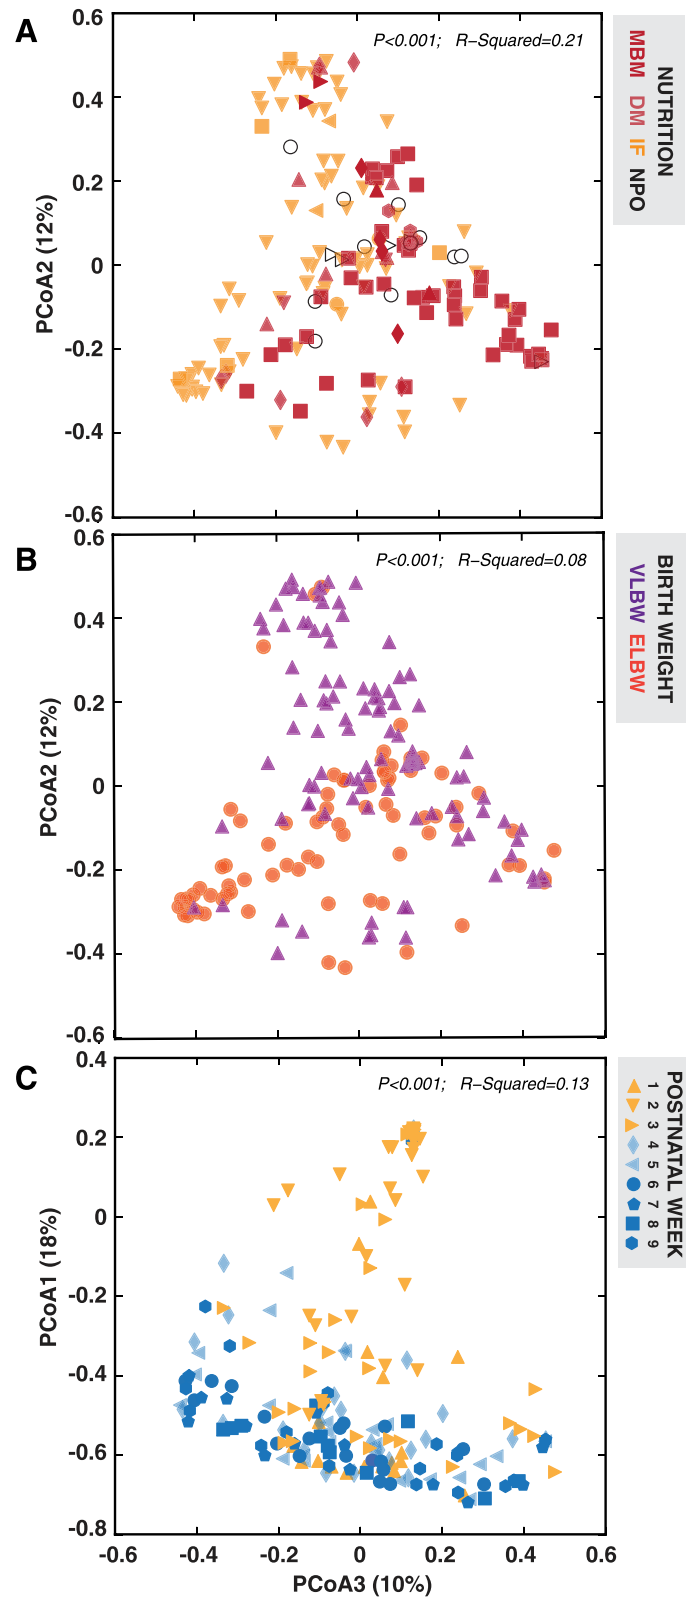 A
P<0.001; R−Squared=0.21
0.6
0.4
0.2
0
-0.2
-0.4
-0.6
PCoA2 (12%)
NUTRITION
MBM DM IF NPO
B
P<0.001; R−Squared=0.08
0.6
0.4
0.2
0
-0.2
-0.4
-0.6
PCoA2 (12%)
BIRTH WEIGHT
VLBW ELBW
C
P<0.001; R−Squared=0.13
0.4
0.2
0
-0.2
-0.4
-0.6
-0.8
PCoA1 (18%)
POSTNATAL WEEK
1 2 3 4 5 6 7 8 9
-0.6 -0.4 -0.2 0 0.2 0.4 0.6
PCoA3 (10%)